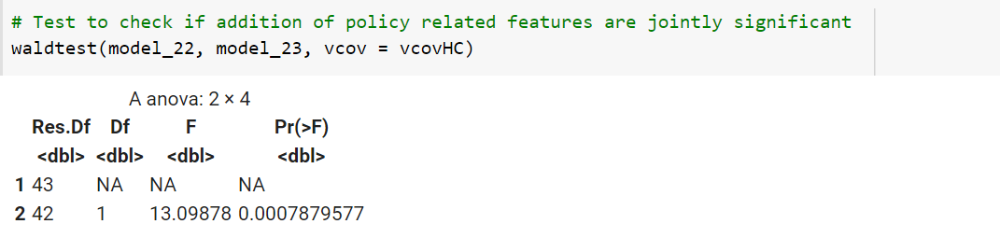 # Test to check if addition of policy related features are jointly significant
waldtest(model_22, model_23, vcov = vcovHC)
A anova: 2 × 4
Res.Df Df F Pr(>F)
<dbl> <dbl> <dbl> <dbl>
1 43 NA NA NA
2 42 1 13.09878 0.0007879577